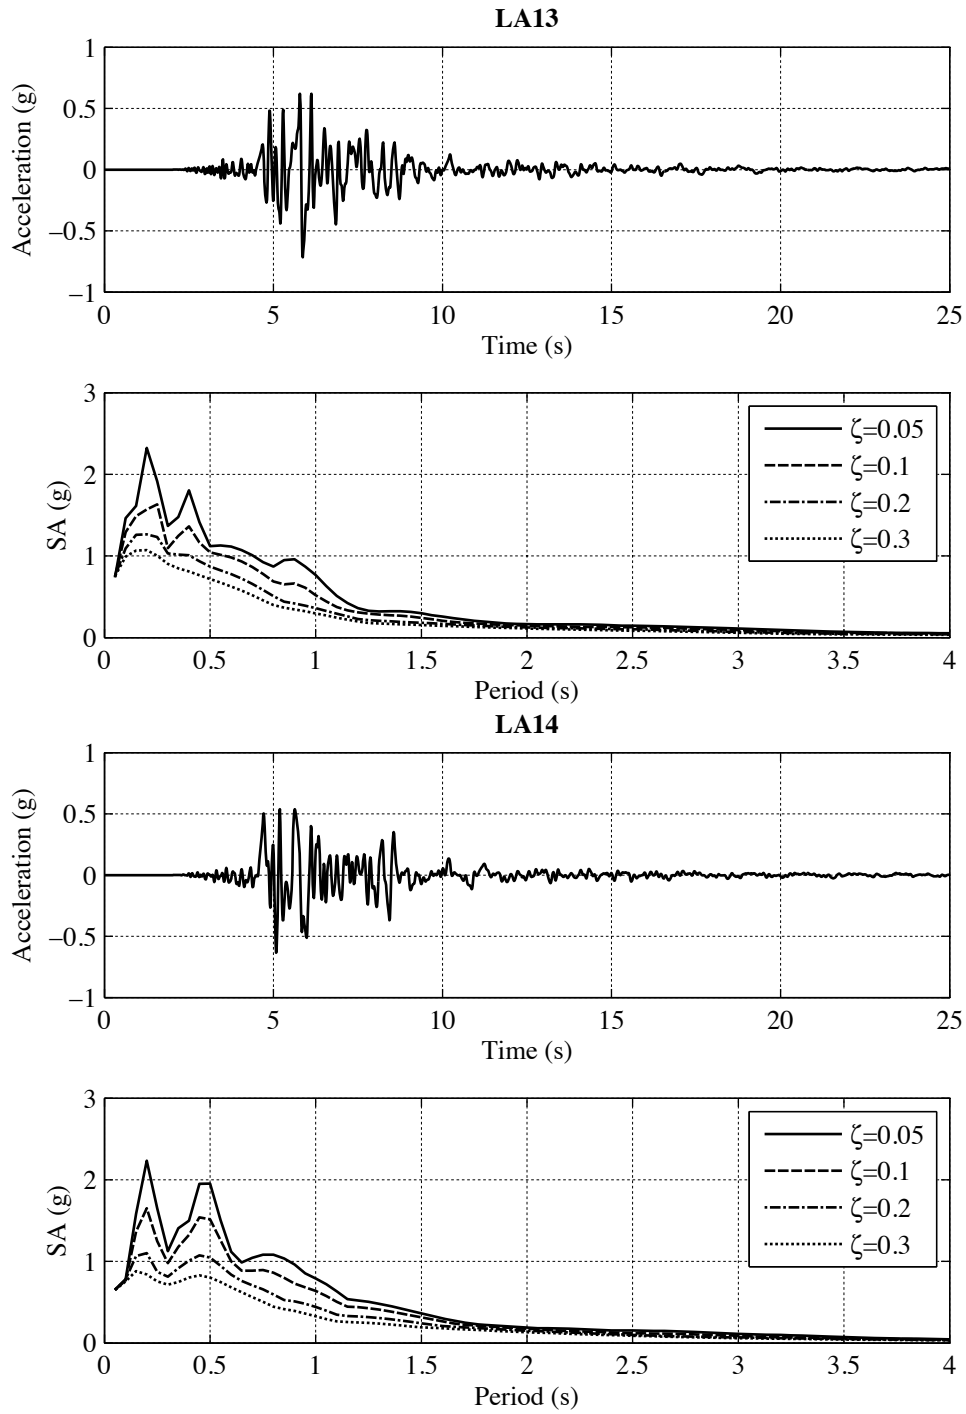 LA13
1
0.5
0
−0.5
−1
Acceleration (g)
0 5 10 15 20 25
Time (s)
3
2
1
0
SA (g)
ζ=0.05
ζ=0.1
ζ=0.2
ζ=0.3
0 0.5 1 1.5 2 2.5 3 3.5 4
Period (s)
LA14
1
0.5
0
−0.5
−1
Acceleration (g)
0 5 10 15 20 25
Time (s)
3
2
1
0
SA (g)
ζ=0.05
ζ=0.1
ζ=0.2
ζ=0.3
0 0.5 1 1.5 2 2.5 3 3.5 4
Period (s)